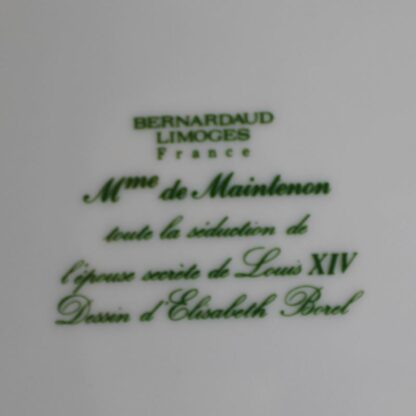 BERNARDAUD
LIMOGES
France
Mme de Maintenon
toute la séduction de
l'épouse secrète de Louis XIV
Dessin d'Elisabeth Borel